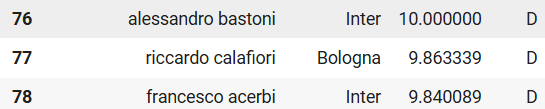 76 alessandro bastoni Inter 10.000000 D
77 riccardo calafiori Bologna 9.863339 D
78 francesco acerbi Inter 9.840089 D